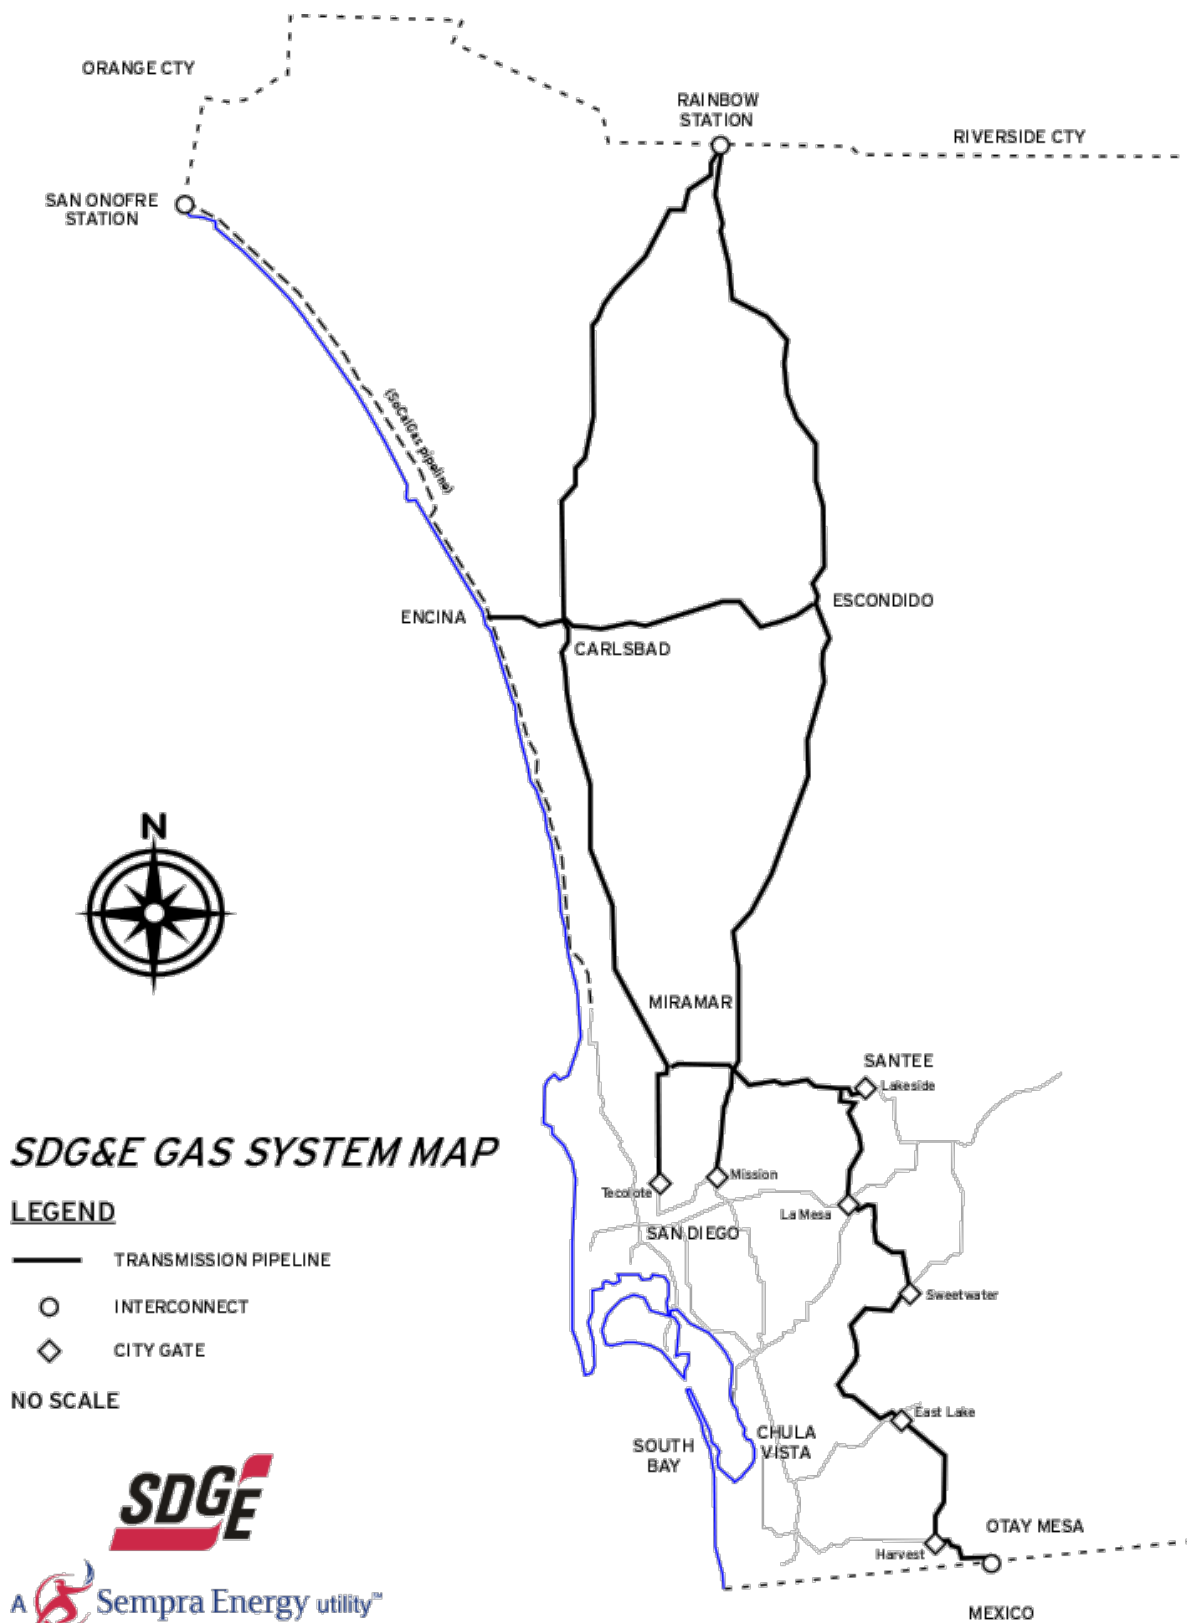 ORANGE CTY
RAINBOW
STATION
RIVERSIDE CTY
SAN ONOFRE
STATION
(SoCalGas pipeline)
ENCINA
ESCONDIDO
CARLSBAD
N
MIRAMAR
SANTEE
Lakeside
SDG&E GAS SYSTEM MAP
Mission
Tecolote
La Mesa
LEGEND
SAN DIEGO
TRANSMISSION PIPELINE
Sweetwater
INTERCONNECT
CITY GATE
NO SCALE
East Lake
CHULA
VISTA
SOUTH
BAY
SDGE
OTAY MESA
Harvest
A Sempra Energy utility™
MEXICO